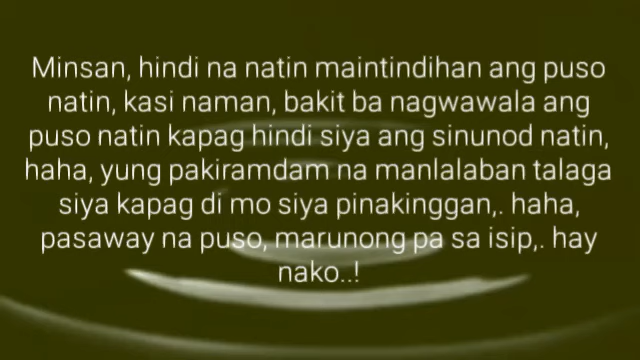 Minsan, hindi na natin maintindihan ang puso
natin, kasi naman, bakit ba nagwawala ang
puso natin kapag hindi siya ang sinunod natin,
haha, yung pakiramdam na manlalaban talaga
siya kapag di mo siya pinakinggan,. haha,
pasaway na puso, marunong pa sa isip,. hay
nako..!